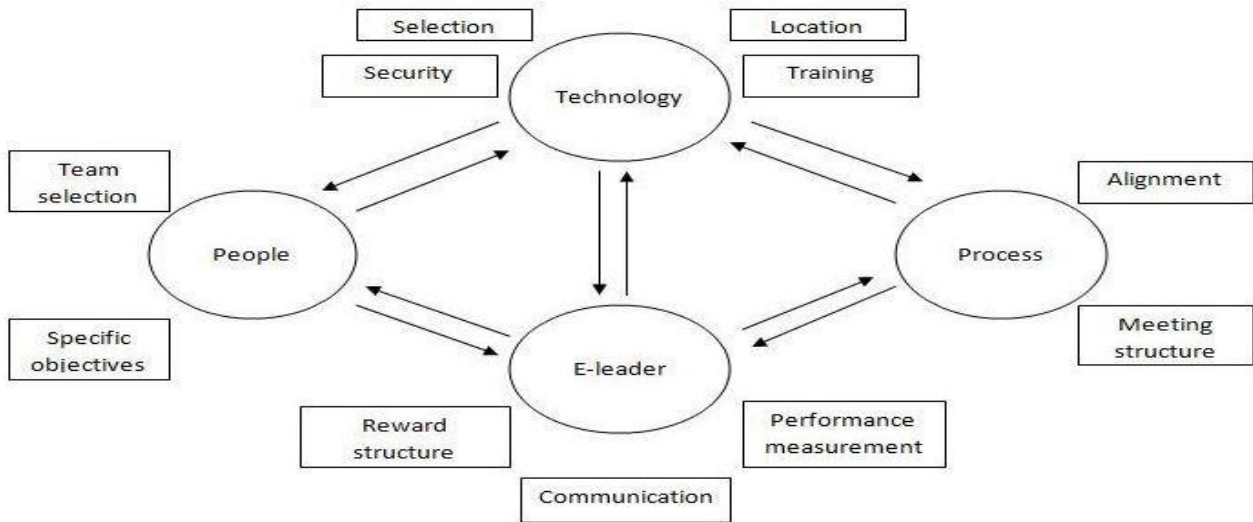 Selection
Location
Security
Training
Technology
Team
selection
Alignment
People
Process
Specific
objectives
Meeting
structure
E-leader
Reward
structure
Performance
measurement
Communication